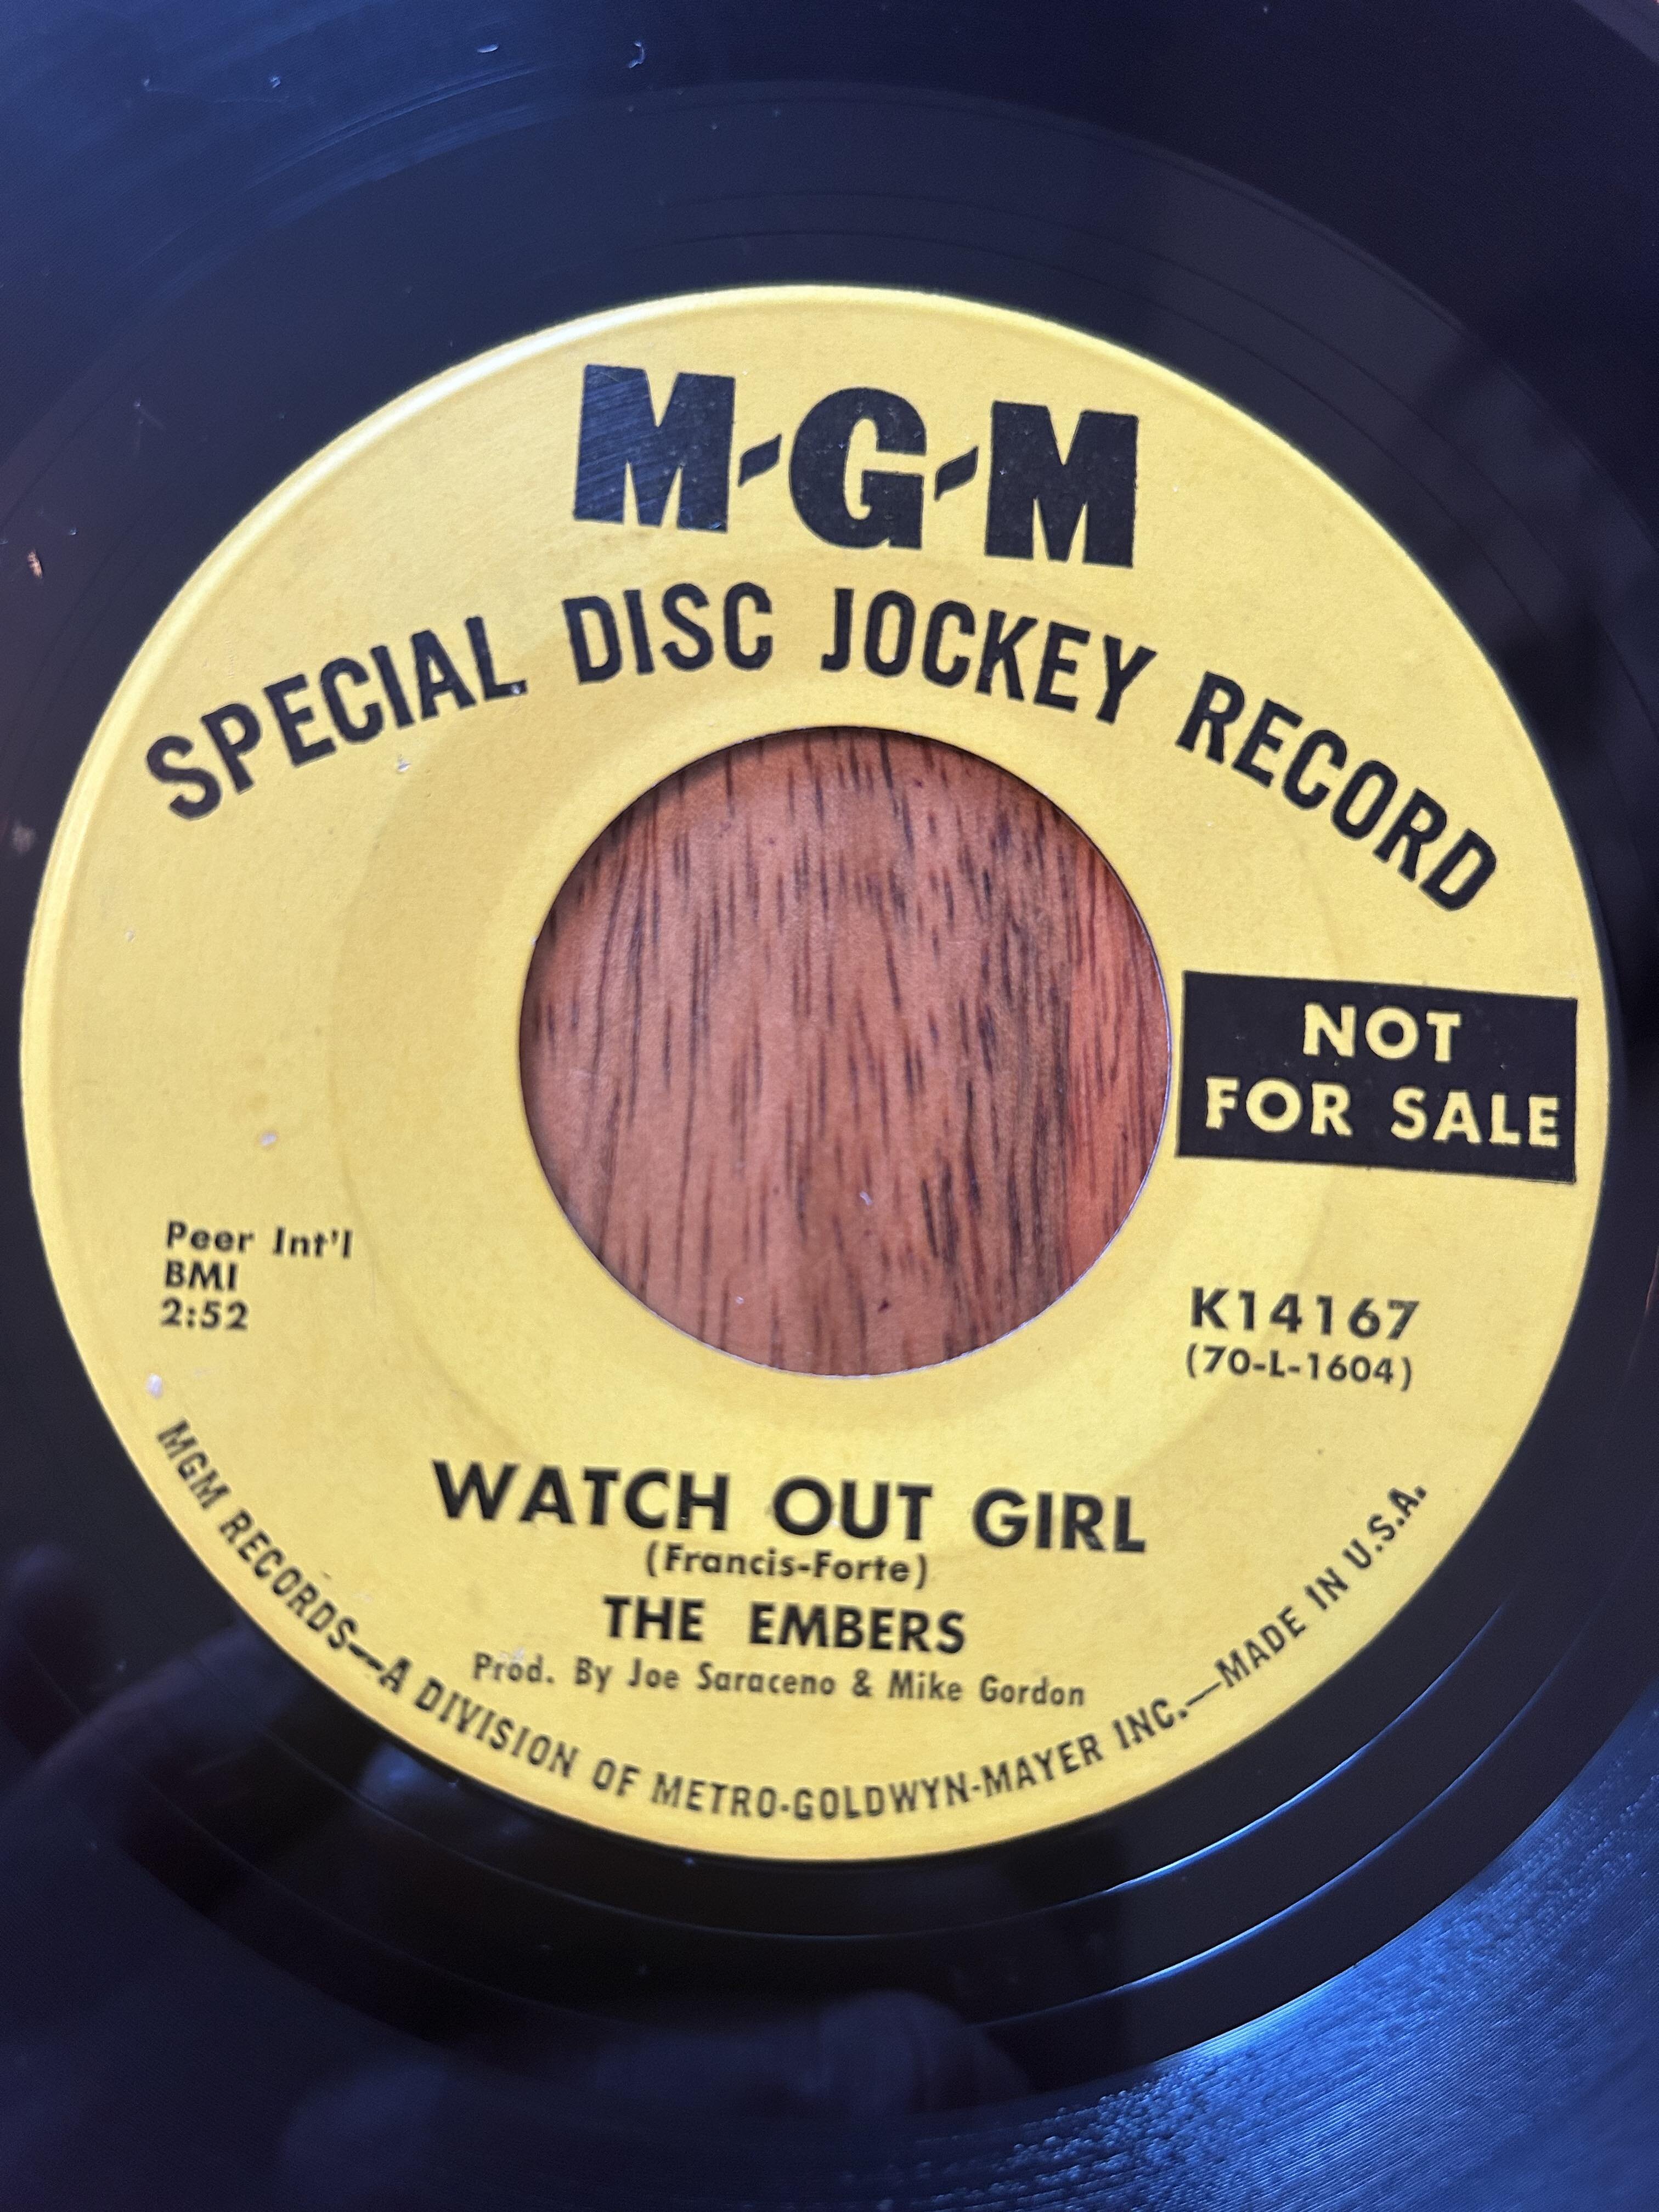 M-G-M
SPECIAL DISC JOCKEY RECORD
NOT
FOR SALE
Peer Int'l
BMI
2:52
K14167
(70-L-1604)
WATCH OUT GIRL
(Francis-Forte)
THE EMBERS
Prod. By Joe Saraceno & Mike Gordon
MGM RECORDS—A DIVISION OF METRO-GOLDWYN-MAYER INC.—MADE IN U.S.A.